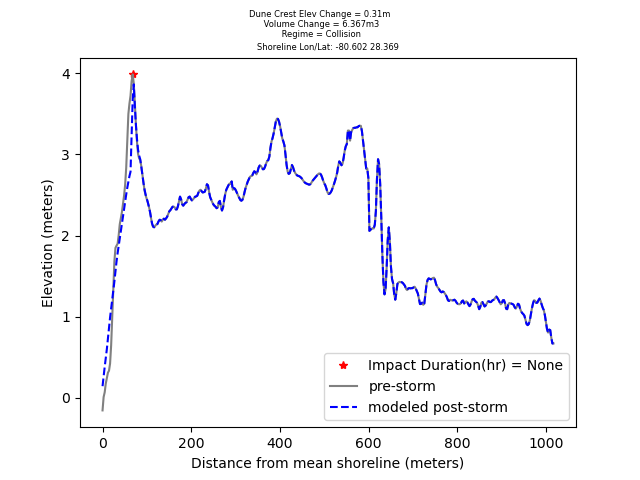 Dune Crest Elev Change = 0.31m
Volume Change = 6.367m3
Regime = Collision
Shoreline Lon/Lat: -80.602 28.369
4
3
2
1
0
Elevation (meters)
Impact Duration(hr) = None
pre-storm
modeled post-storm
0 200 400 600 800 1000
Distance from mean shoreline (meters)